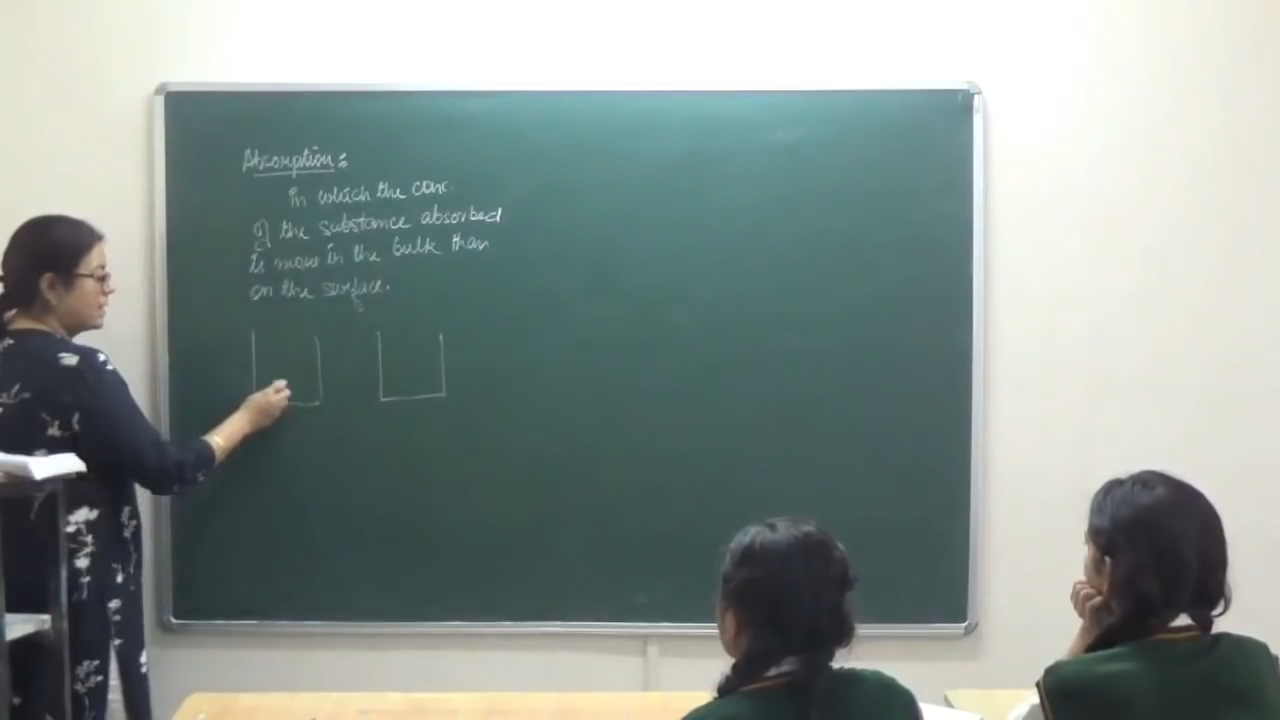 Absorption :
in which the conc.
of the substance absorbed
is more in the bulk than
on the surface.